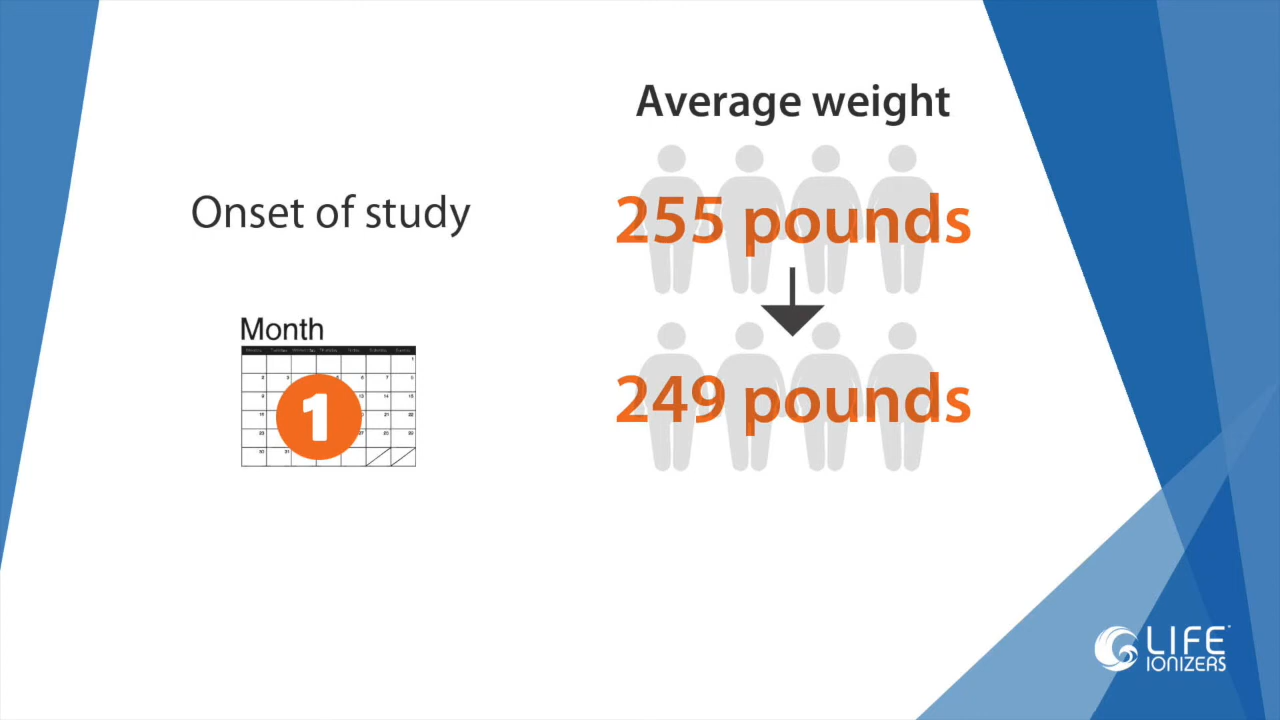 Average weight
Onset of study
255 pounds
Month
1
249 pounds
LIFE
IONIZERS